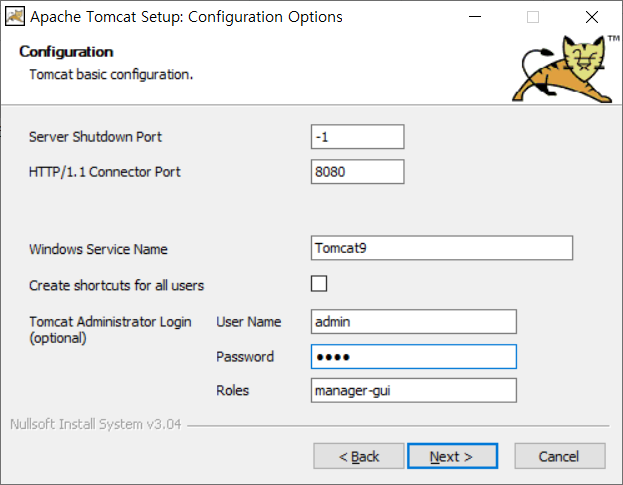 Apache Tomcat Setup: Configuration Options
Configuration
Tomcat basic configuration.
TM
Server Shutdown Port -1
HTTP/1.1 Connector Port 8080
Windows Service Name Tomcat9
Create shortcuts for all users
Tomcat Administrator Login User Name admin
(optional)
Password ●●●●
Roles manager-gui
Nullsoft Install System v3.04
< Back Next > Cancel